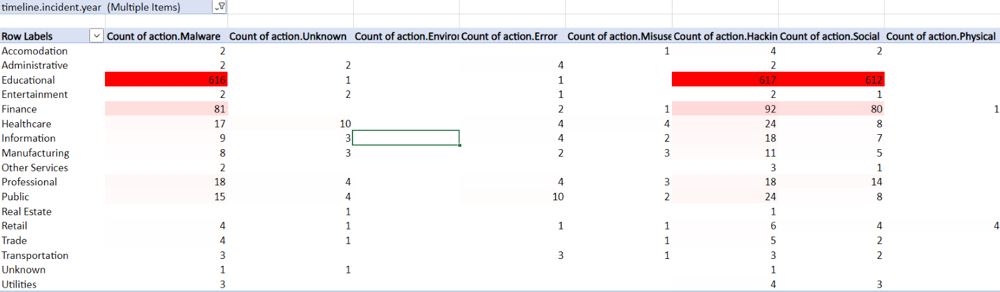 timeline.incident.year (Multiple Items)
Row Labels Count of action.Malware Count of action.Unknown Count of action.Enviror Count of action.Error Count of action.Misuse Count of action.Hackin Count of action.Social Count of action.Physical
Accomodation 2 1 4 2
Administrative 2 2 4 2
Educational 616 1 1 617 612
Entertainment 2 2 1 2 1
Finance 81 2 1 92 80 1
Healthcare 17 10 4 4 24 8
Information 9 3 4 2 18 7
Manufacturing 8 3 2 3 11 5
Other Services 2 3 1
Professional 18 4 4 3 18 14
Public 15 4 10 2 24 8
Real Estate 1 1
Retail 4 1 1 1 6 4 4
Trade 4 1 1 5 2
Transportation 3 3 1 3 2
Unknown 1 1 1
Utilities 3 4 3